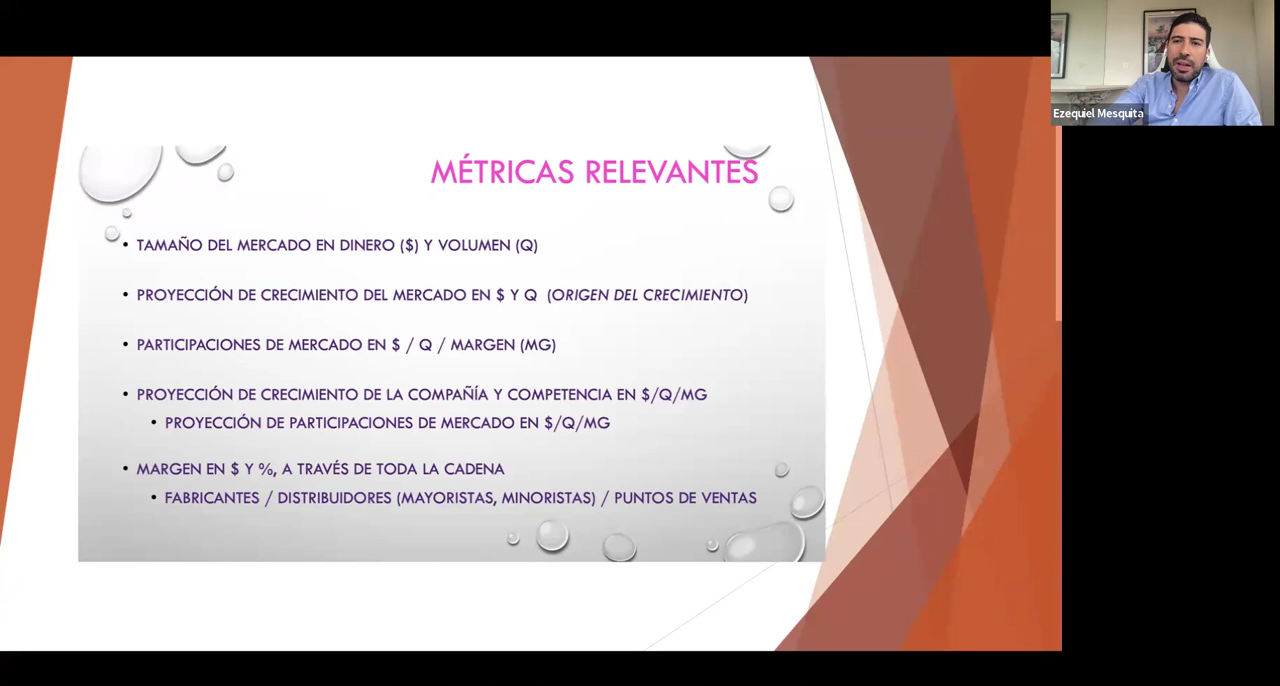 Ezequiel Mesquita
MÉTRICAS RELEVANTES
• TAMAÑO DEL MERCADO EN DINERO ($) Y VOLUMEN (Q)
• PROYECCIÓN DE CRECIMIENTO DEL MERCADO EN $ Y Q (ORIGEN DEL CRECIMIENTO)
• PARTICIPACIONES DE MERCADO EN $ / Q / MARGEN (MG)
• PROYECCIÓN DE CRECIMIENTO DE LA COMPAÑÍA Y COMPETENCIA EN $/Q/MG
• PROYECCIÓN DE PARTICIPACIONES DE MERCADO EN $/Q/MG
• MARGEN EN $ Y %, A TRAVÉS DE TODA LA CADENA
• FABRICANTES / DISTRIBUIDORES (MAYORISTAS, MINORISTAS) / PUNTOS DE VENTAS